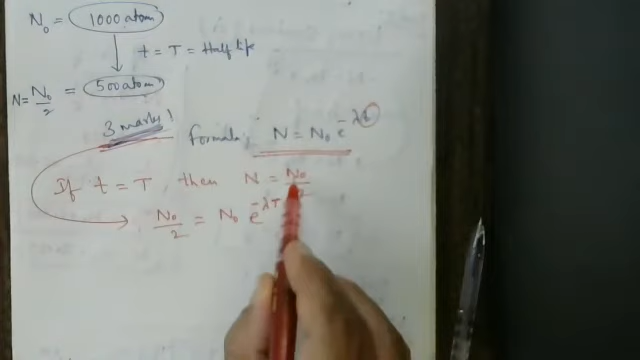 N₀ = 1000 atom
t = T = Half life
N = N₀/2 = 500 atom
3 marks!
Formula, N = N₀ e^-λt
If t = T, then N = N₀/2
N₀/2 = N₀ e^-λT